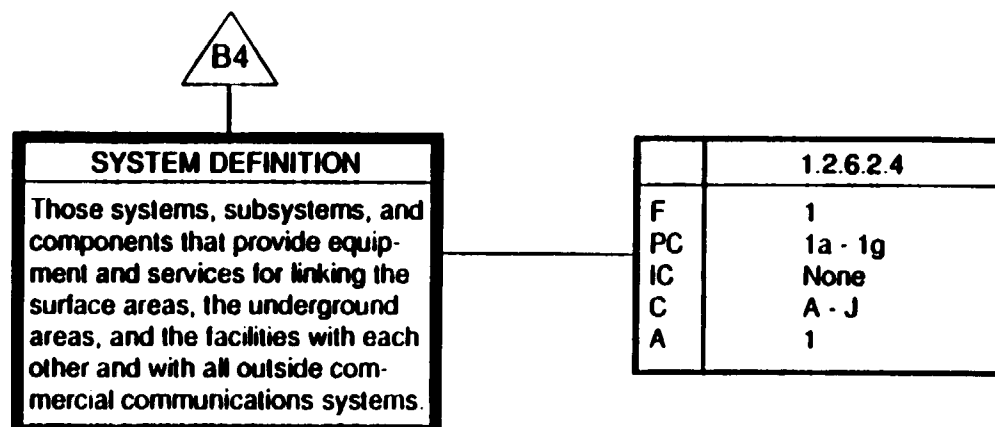 B4
SYSTEM DEFINITION
Those systems, subsystems, and
components that provide equip-
ment and services for linking the
surface areas, the underground
areas, and the facilities with each
other and with all outside com-
mercial communications systems.
1.2.6.2.4
F 1
PC 1a - 1g
IC None
C A - J
A 1